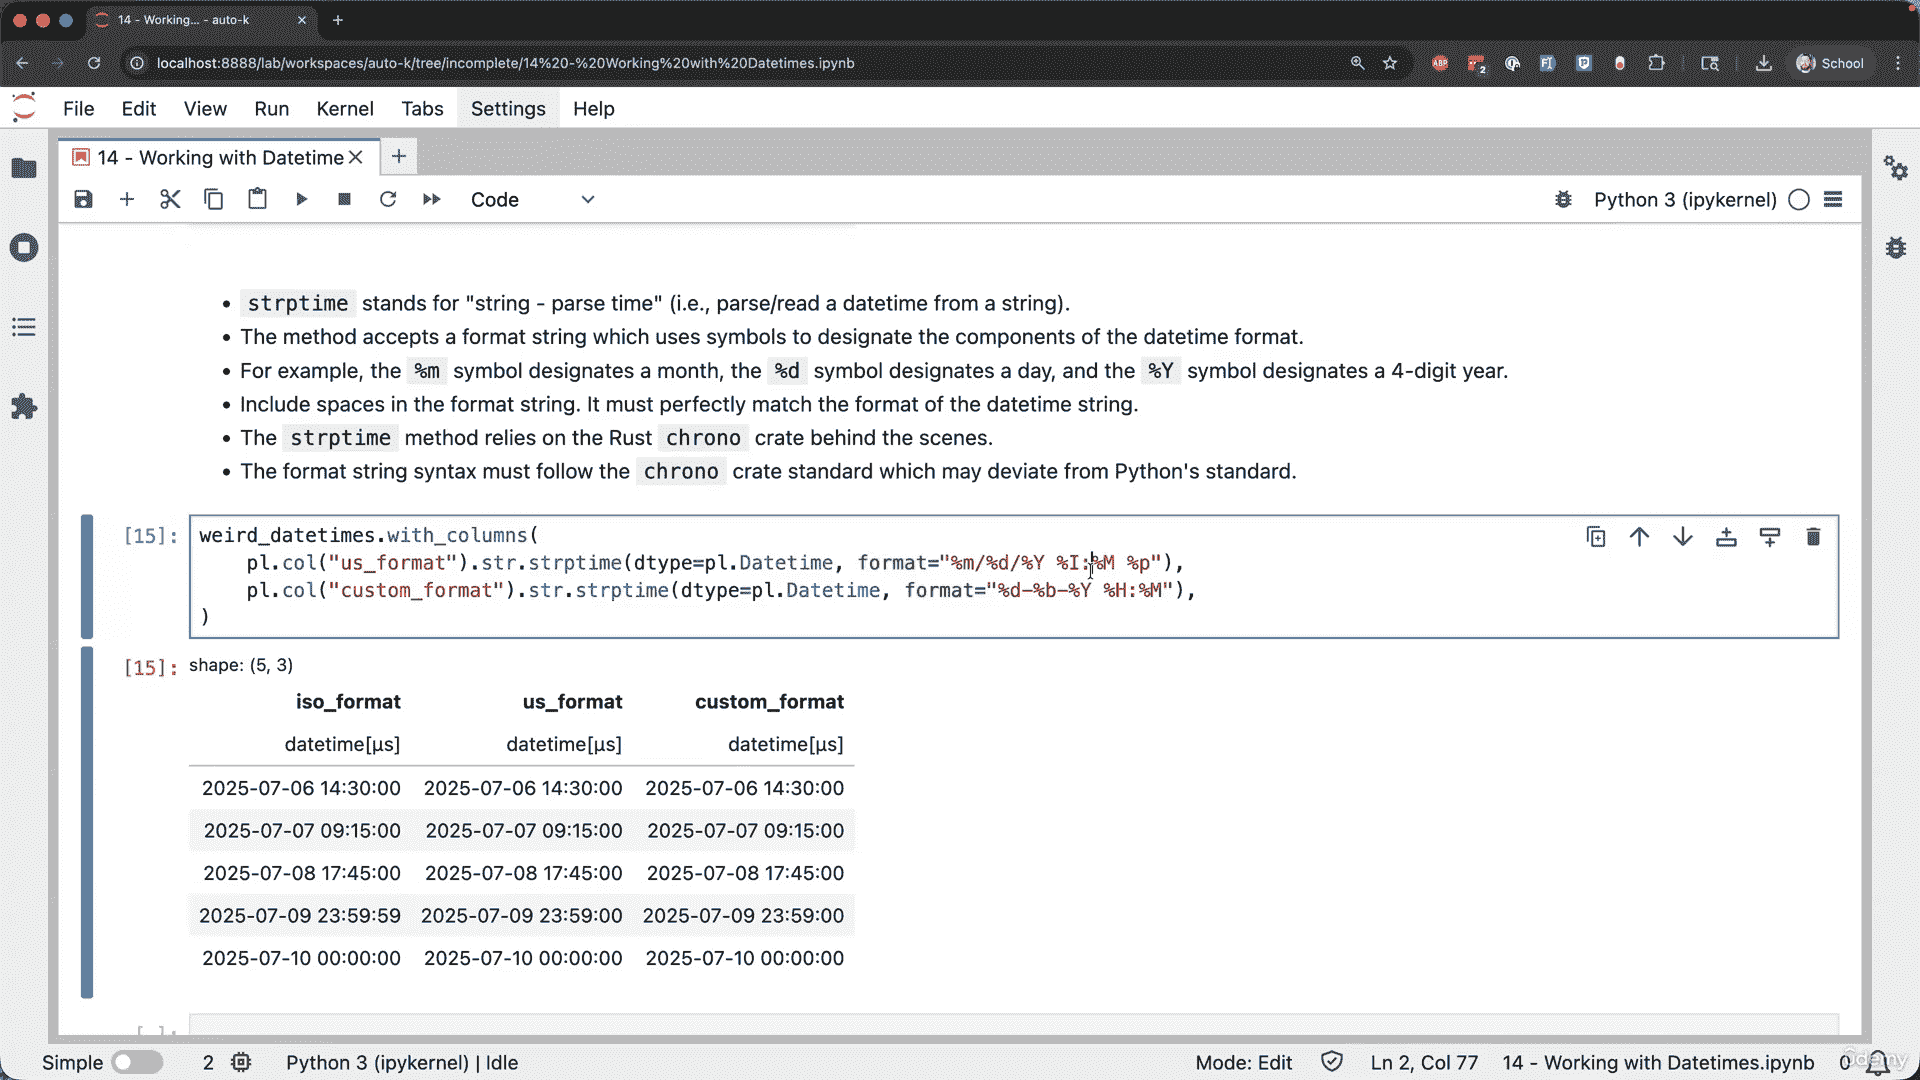 14 - Working... - auto-k
localhost:8888/lab/workspaces/auto-k/tree/incomplete/14%20-%20Working%20with%20Datetimes.ipynb
ABP
2
School
File Edit View Run Kernel Tabs Settings Help
14 - Working with Datetime
Code
Python 3 (ipykernel)
• strptime stands for "string - parse time" (i.e., parse/read a datetime from a string).
• The method accepts a format string which uses symbols to designate the components of the datetime format.
• For example, the %m symbol designates a month, the %d symbol designates a day, and the %Y symbol designates a 4-digit year.
• Include spaces in the format string. It must perfectly match the format of the datetime string.
• The strptime method relies on the Rust chrono crate behind the scenes.
• The format string syntax must follow the chrono crate standard which may deviate from Python's standard.
[15]: weird_datetimes.with_columns(
pl.col("us_format").str.strptime(dtype=pl.Datetime, format="%m/%d/%Y %I:%M %p"),
pl.col("custom_format").str.strptime(dtype=pl.Datetime, format="%d-%b-%Y %H:%M"),
)
[15]: shape: (5, 3)
iso_format us_format custom_format
datetime[μs] datetime[μs] datetime[μs]
2025-07-06 14:30:00 2025-07-06 14:30:00 2025-07-06 14:30:00
2025-07-07 09:15:00 2025-07-07 09:15:00 2025-07-07 09:15:00
2025-07-08 17:45:00 2025-07-08 17:45:00 2025-07-08 17:45:00
2025-07-09 23:59:59 2025-07-09 23:59:00 2025-07-09 23:59:00
2025-07-10 00:00:00 2025-07-10 00:00:00 2025-07-10 00:00:00
[ ]:
Simple 2 Python 3 (ipykernel) | Idle Mode: Edit Ln 2, Col 77 14 - Working with Datetimes.ipynb 0
Udemy